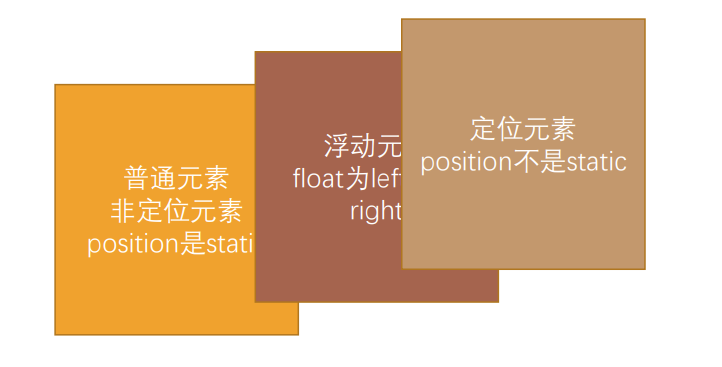 普通元素
非定位元素
position是stati
浮动元
float为lef
right
定位元素
position不是static